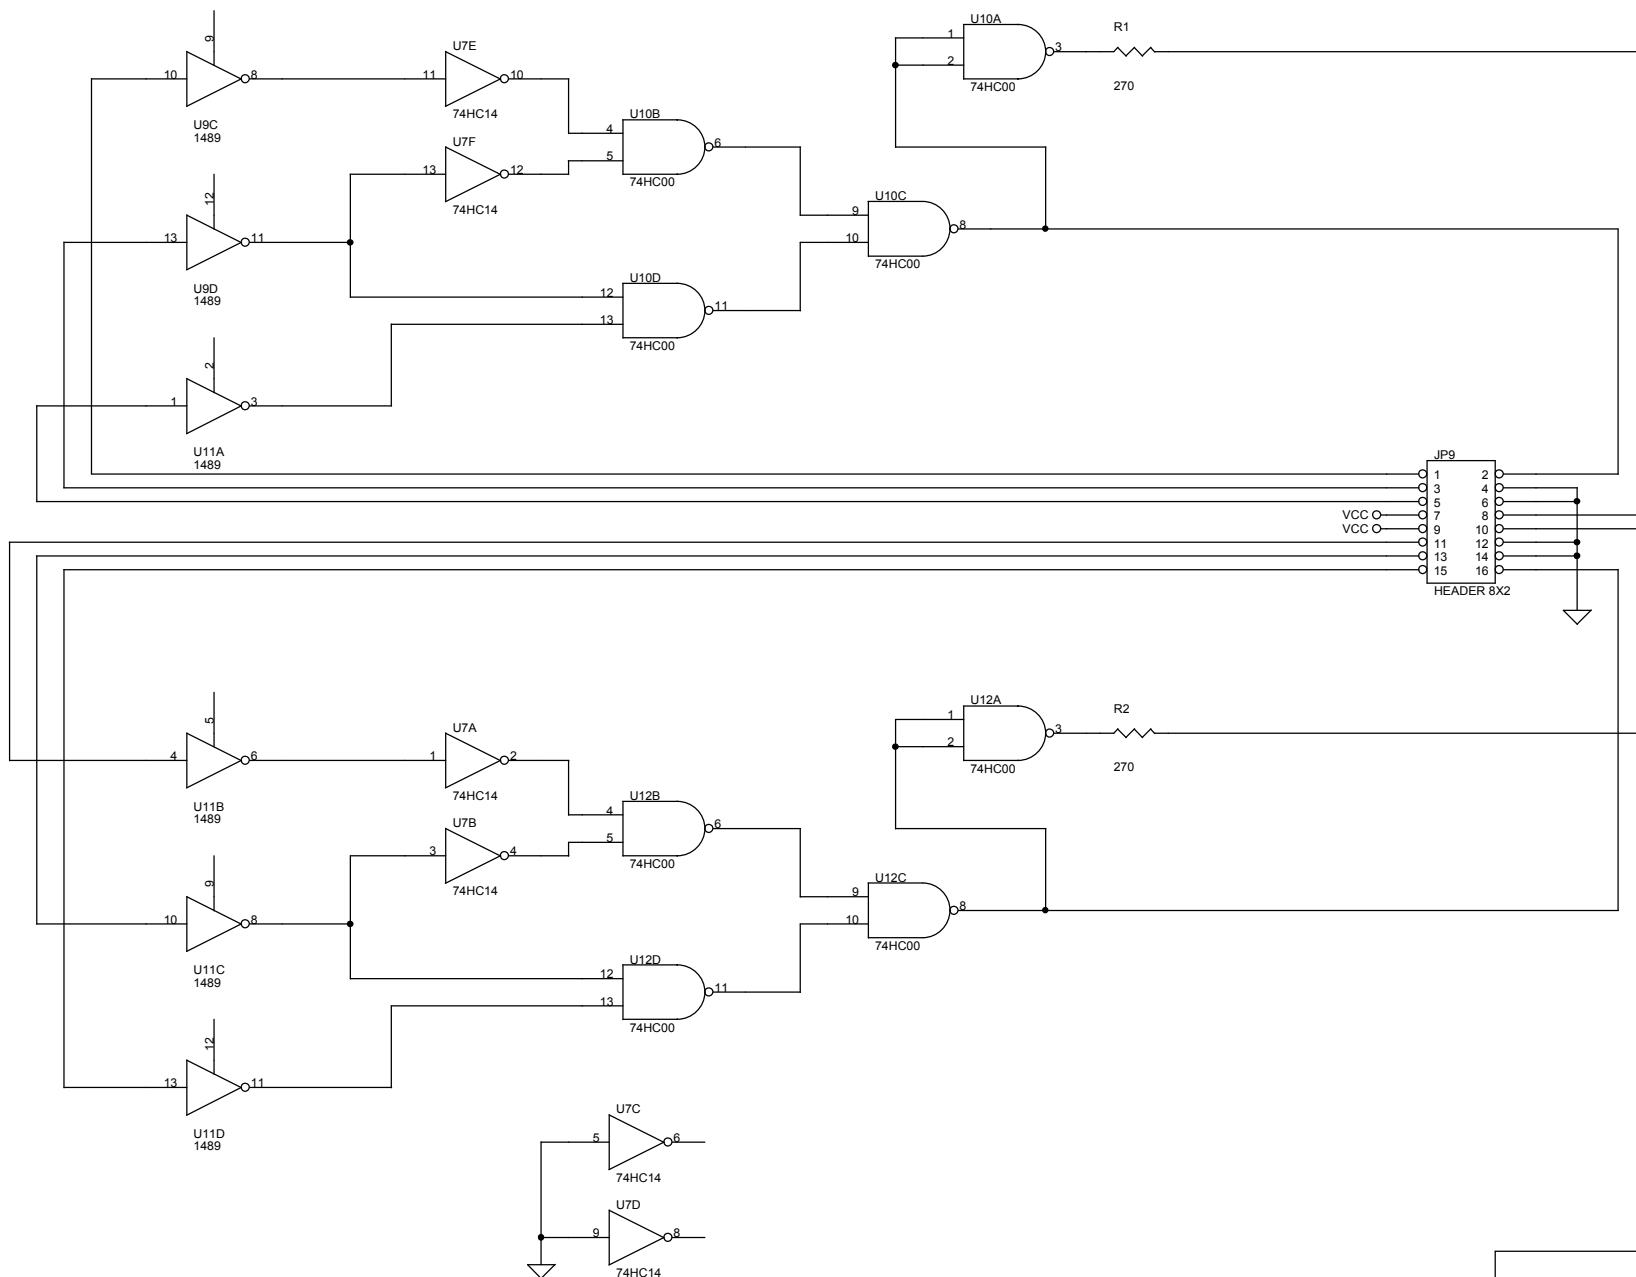 U10A
1
2
3
74HC00
R1
270
9
10
8
U9C
1489
U7E
11
10
74HC14
U10B
4
5
6
74HC00
U7F
13
12
74HC14
12
13
11
U9D
1489
U10C
9
10
8
74HC00
U10D
12
13
11
74HC00
2
1
3
U11A
1489
JP9
1 2
3 4
5 6
VCC 7 8
VCC 9 10
11 12
13 14
15 16
HEADER 8X2
5
4
6
U11B
1489
U7A
1
2
74HC14
U12A
1
2
3
74HC00
R2
270
U12B
4
5
6
74HC00
U7B
3
4
74HC14
9
10
8
U11C
1489
U12C
9
10
8
74HC00
U12D
12
13
11
74HC00
12
13
11
U11D
1489
U7C
5
6
74HC14
U7D
9
8
74HC14